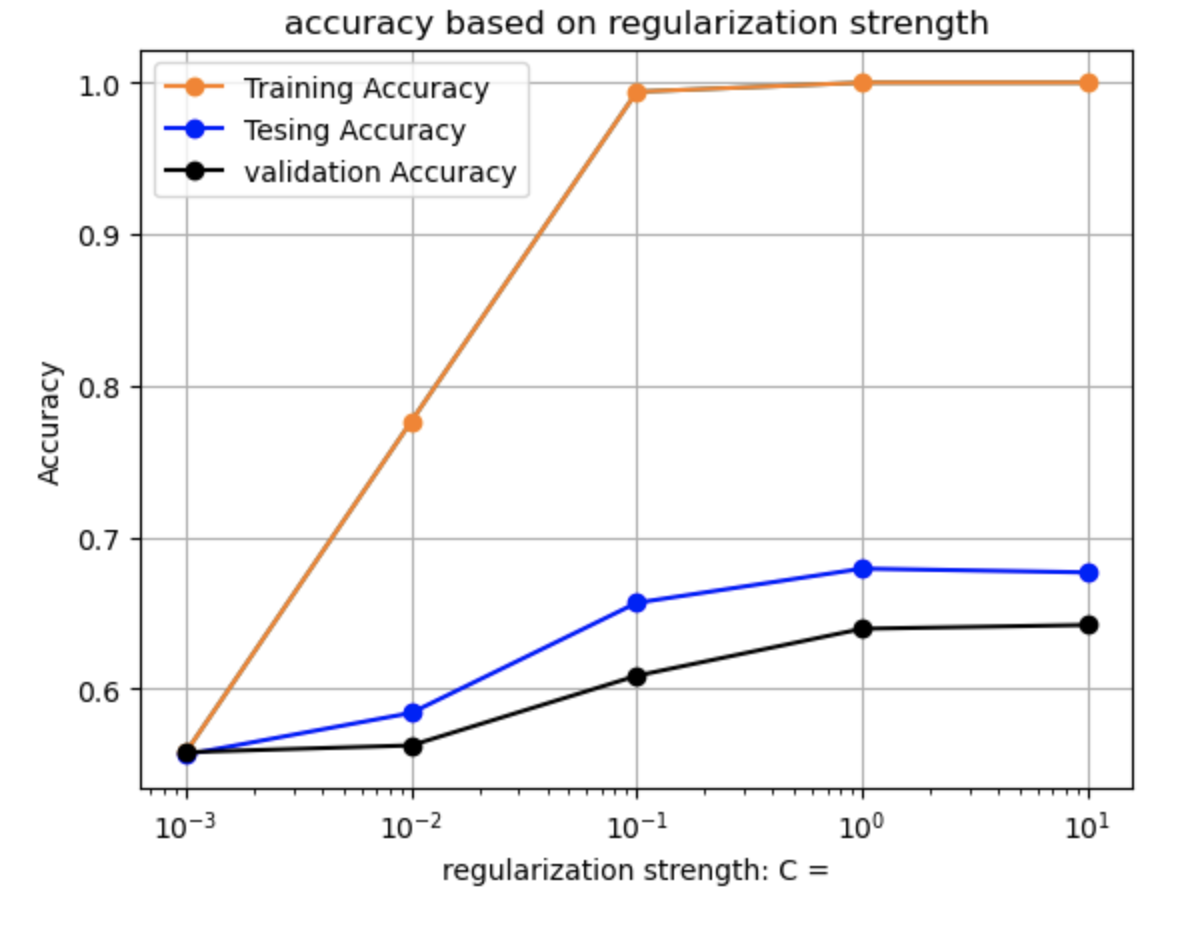 accuracy based on regularization strength
Training Accuracy
Tesing Accuracy
validation Accuracy
1.0
0.9
0.8
0.7
0.6
Accuracy
10⁻³ 10⁻² 10⁻¹ 10⁰ 10¹
regularization strength: C =